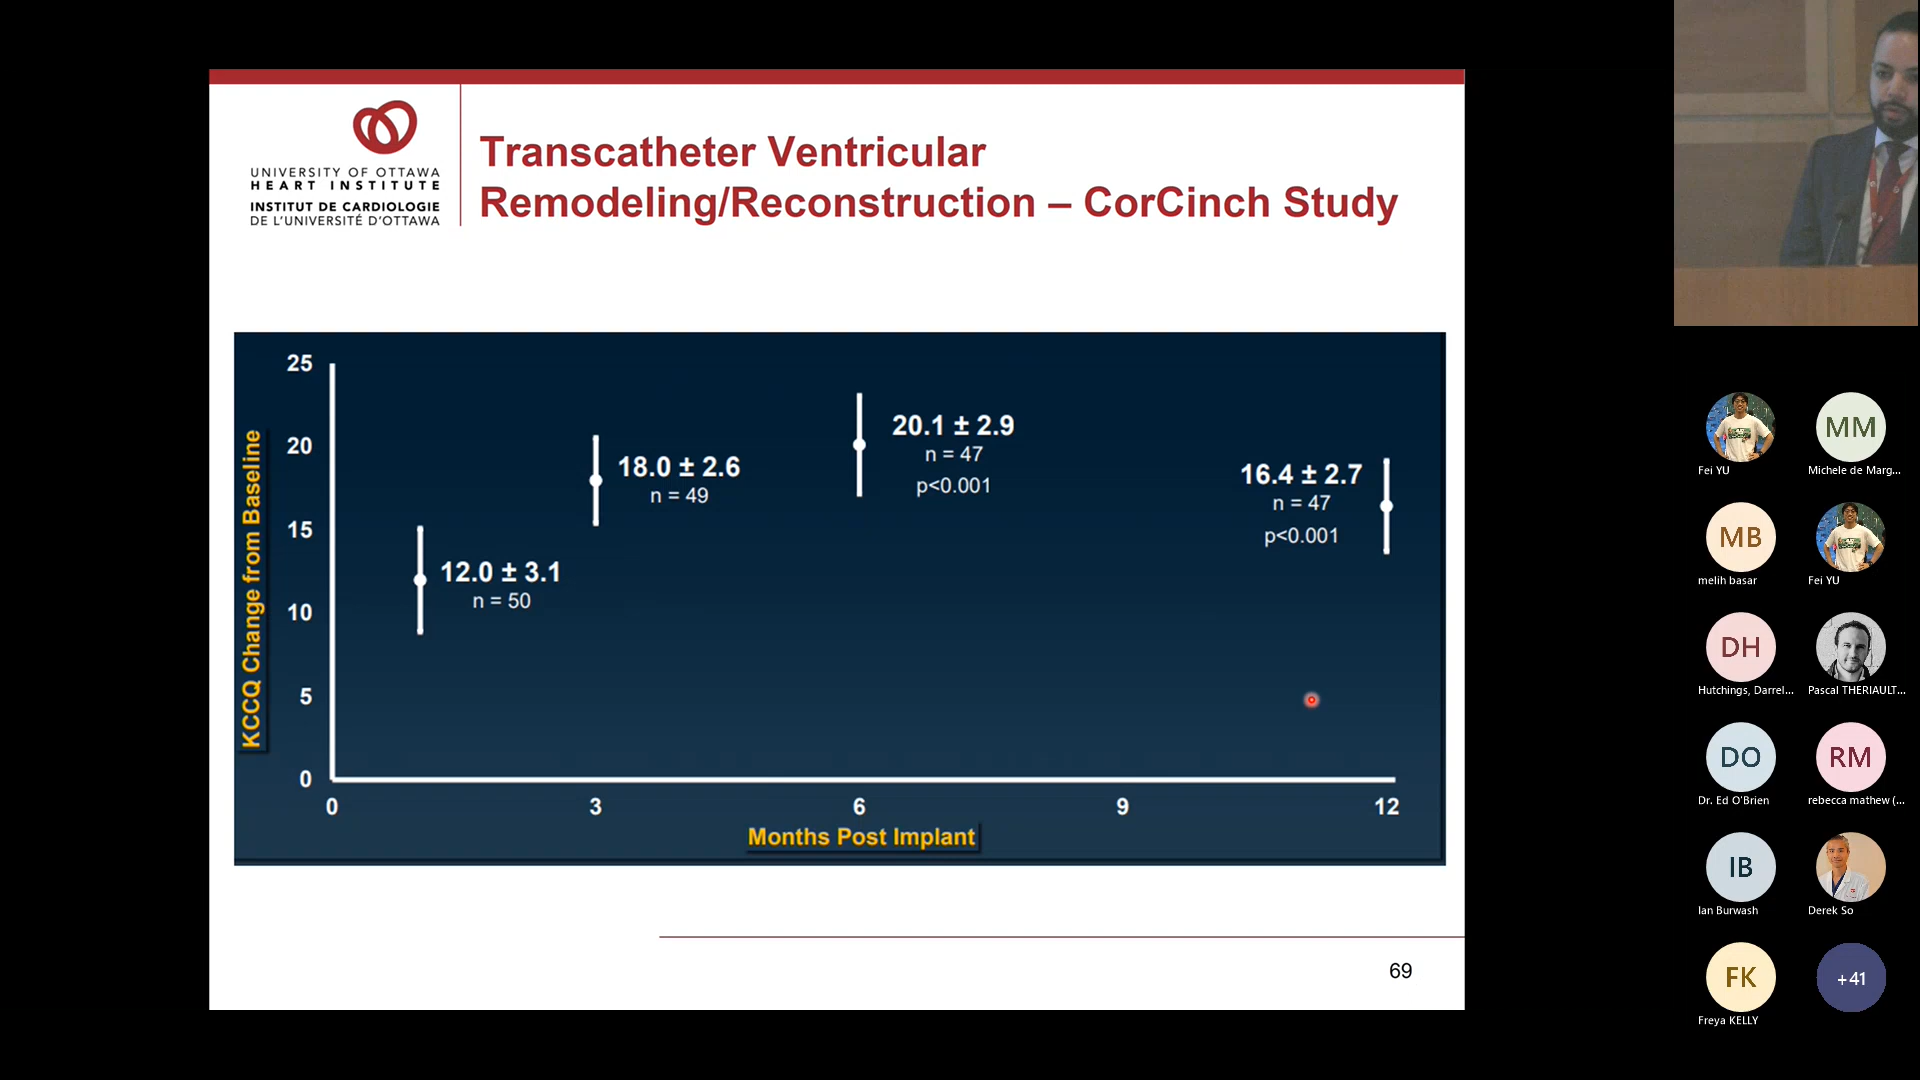 UNIVERSITY OF OTTAWA
HEART INSTITUTE
INSTITUT DE CARDIOLOGIE
DE L'UNIVERSITÉ D'OTTAWA
Transcatheter Ventricular
Remodeling/Reconstruction – CorCinch Study
KCCQ Change from Baseline
25
20
15
10
5
0
12.0 ± 3.1
n = 50
18.0 ± 2.6
n = 49
20.1 ± 2.9
n = 47
p<0.001
16.4 ± 2.7
n = 47
p<0.001
0 3 6 9 12
Months Post Implant
69
Fei YU
MM
Michele de Marg...
MB
melih basar
Fei YU
DH
Hutchings, Darrel...
Pascal THERIAULT...
DO
Dr. Ed O'Brien
RM
rebecca mathew (...
IB
Ian Burwash
Derek So
FK
Freya KELLY
+41